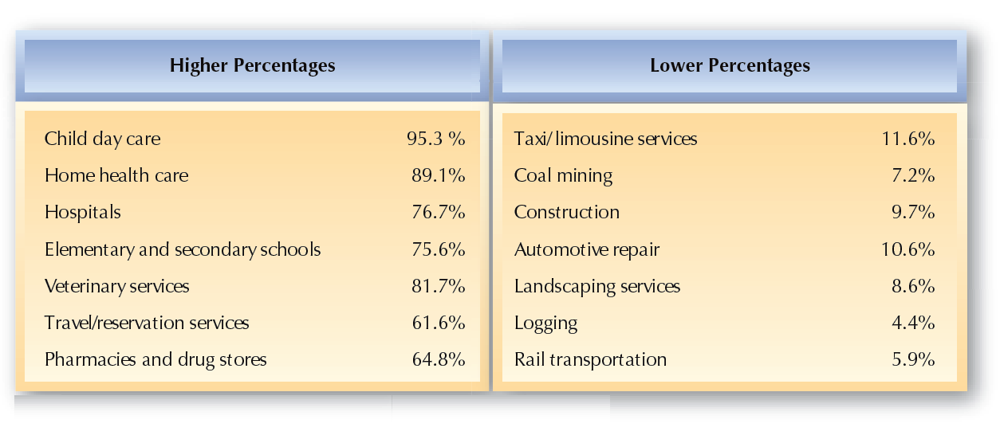 Higher Percentages
Child day care 95.3 %
Home health care 89.1%
Hospitals 76.7%
Elementary and secondary schools 75.6%
Veterinary services 81.7%
Travel/reservation services 61.6%
Pharmacies and drug stores 64.8%
Lower Percentages
Taxi/limousine services 11.6%
Coal mining 7.2%
Construction 9.7%
Automotive repair 10.6%
Landscaping services 8.6%
Logging 4.4%
Rail transportation 5.9%